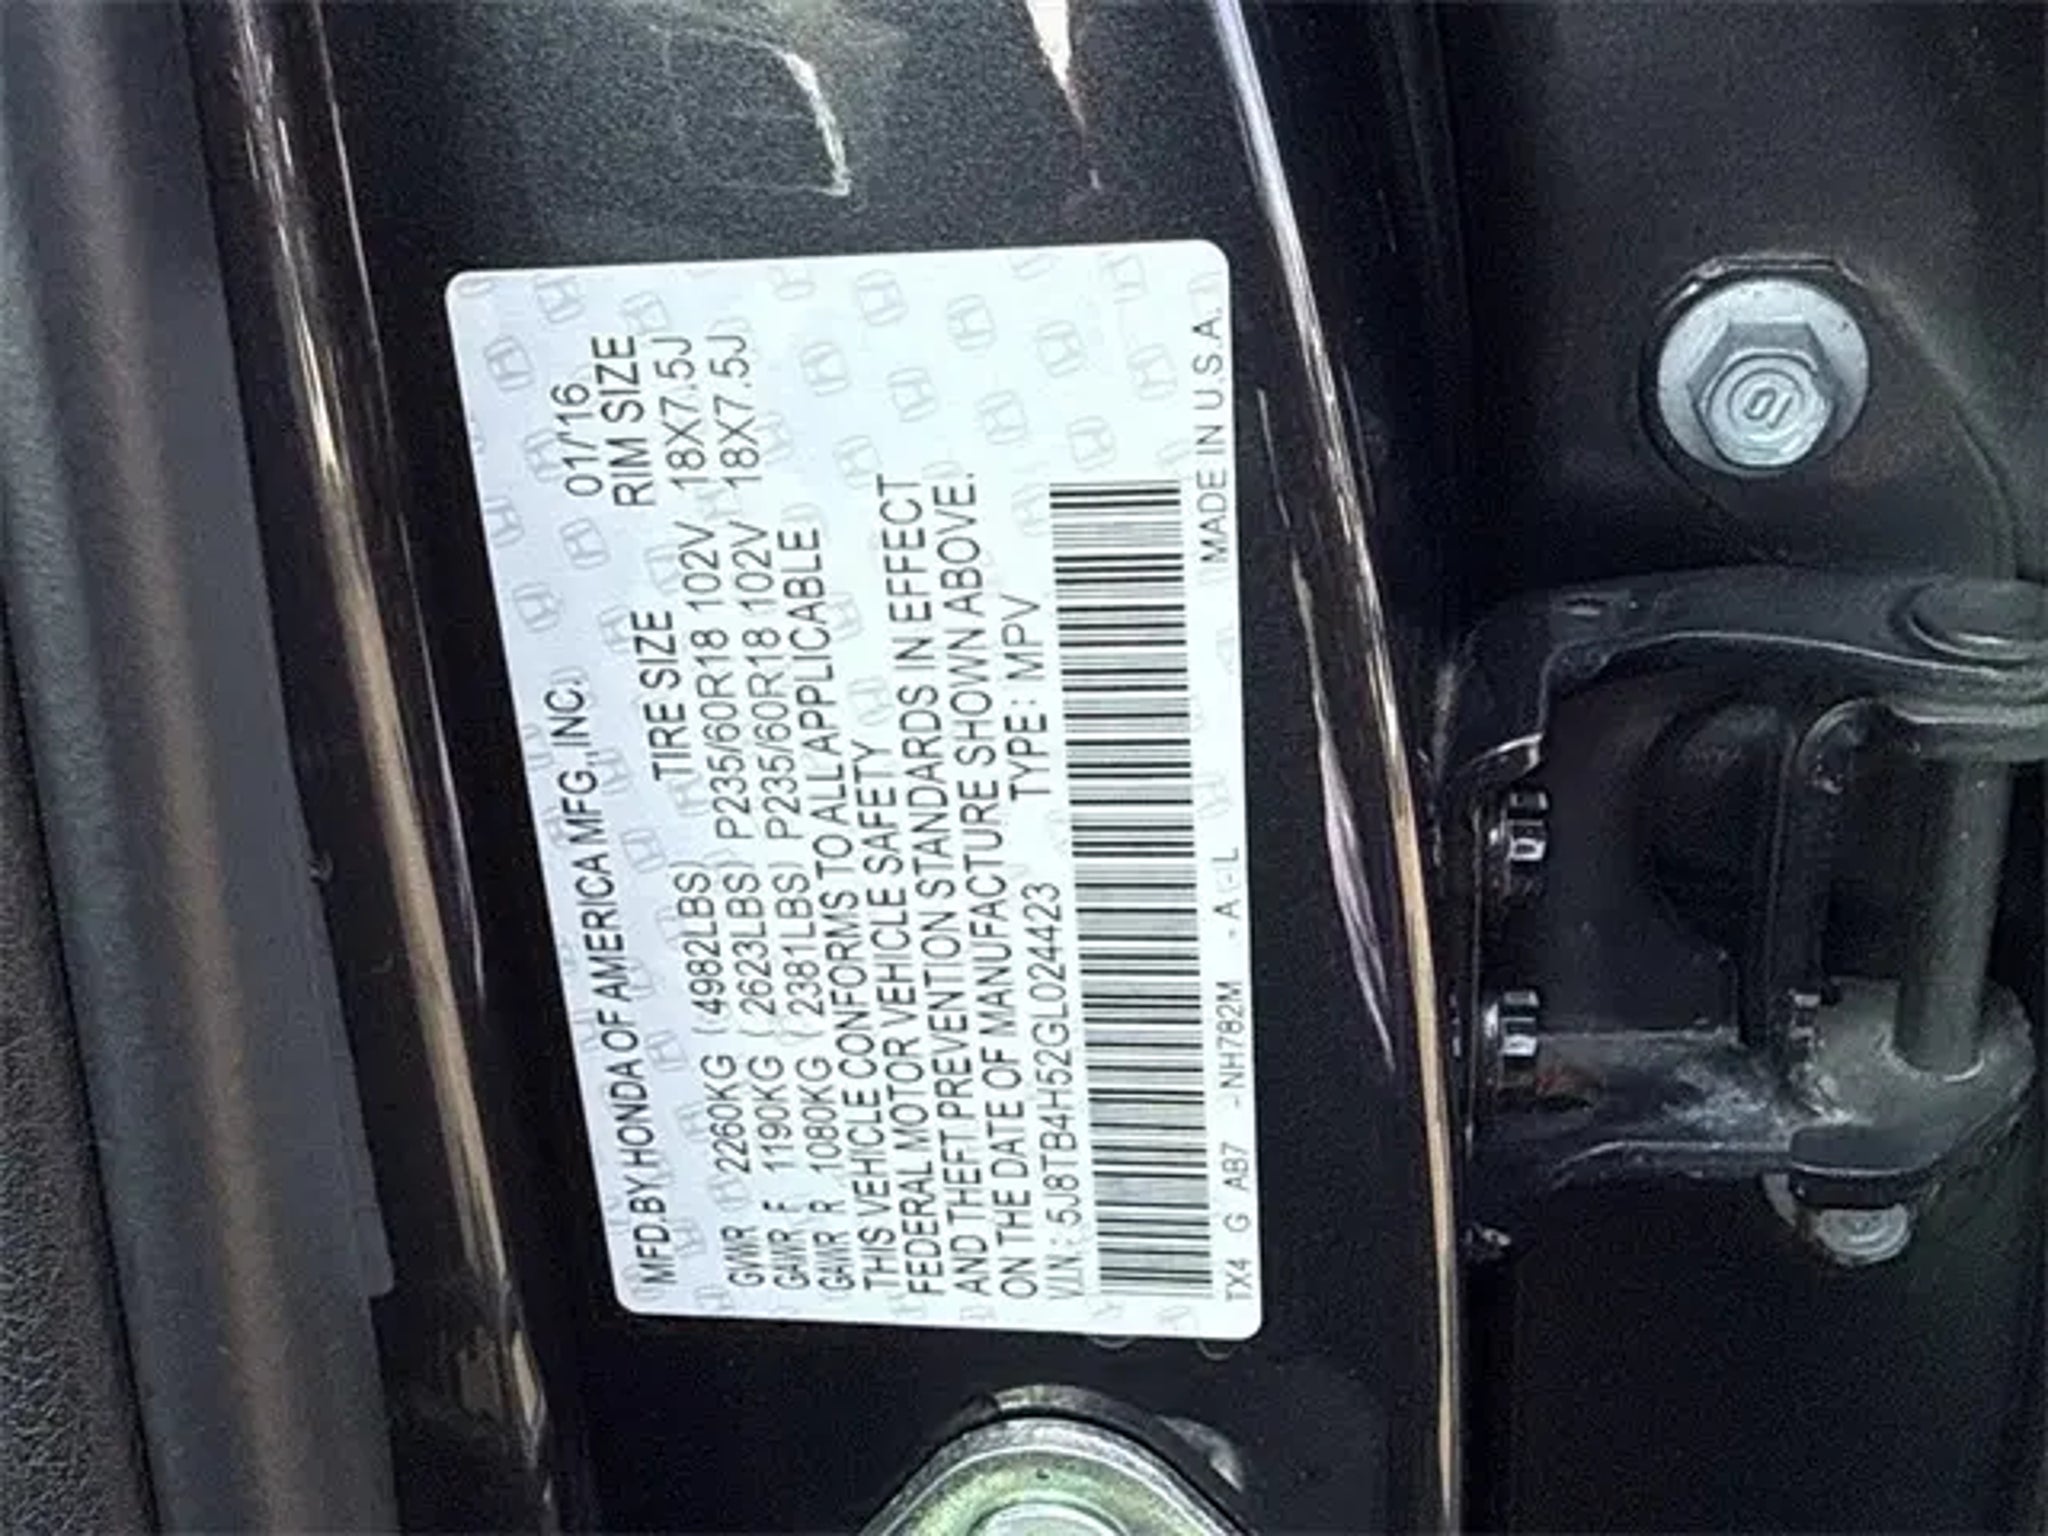 MFD. BY HONDA OF AMERICA MFG., INC. 01/'16
TIRE SIZE RIM SIZE
GVWR 2260KG (4982LBS) P235/60R18 102V 18X7.5J
GAWR F 1190KG (2623LBS) P235/60R18 102V 18X7.5J
GAWR R 1080KG (2381LBS)
THIS VEHICLE CONFORMS TO ALL APPLICABLE
FEDERAL MOTOR VEHICLE SAFETY
AND THEFT PREVENTION STANDARDS IN EFFECT
ON THE DATE OF MANUFACTURE SHOWN ABOVE.
V.I.N.: 5J8TB4H52GL024423 TYPE: MPV
TX4 G AB7 -NH782M -A -L MADE IN U.S.A.
10